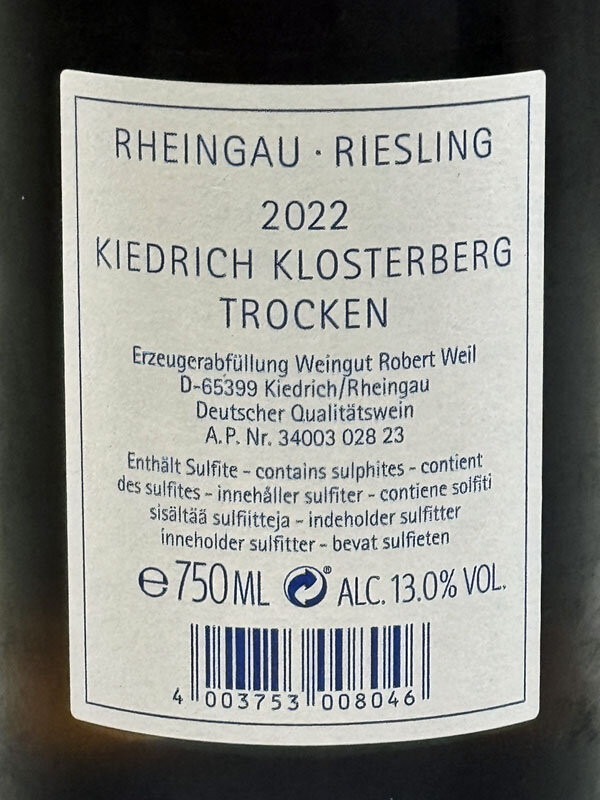 RHEINGAU · RIESLING
2022
KIEDRICH KLOSTERBERG
TROCKEN
Erzeugerabfüllung Weingut Robert Weil
D-65399 Kiedrich/Rheingau
Deutscher Qualitätswein
A.P. Nr. 34003 028 23
Enthält Sulfite - contains sulphites - contient
des sulfites - innehåller sulfiter - contiene solfiti
sisältää sulfiitteja - indeholder sulfitter
inneholder sulfitter - bevat sulfieten
℮ 750 ML ® ALC. 13.0% VOL.
4 003753 008046